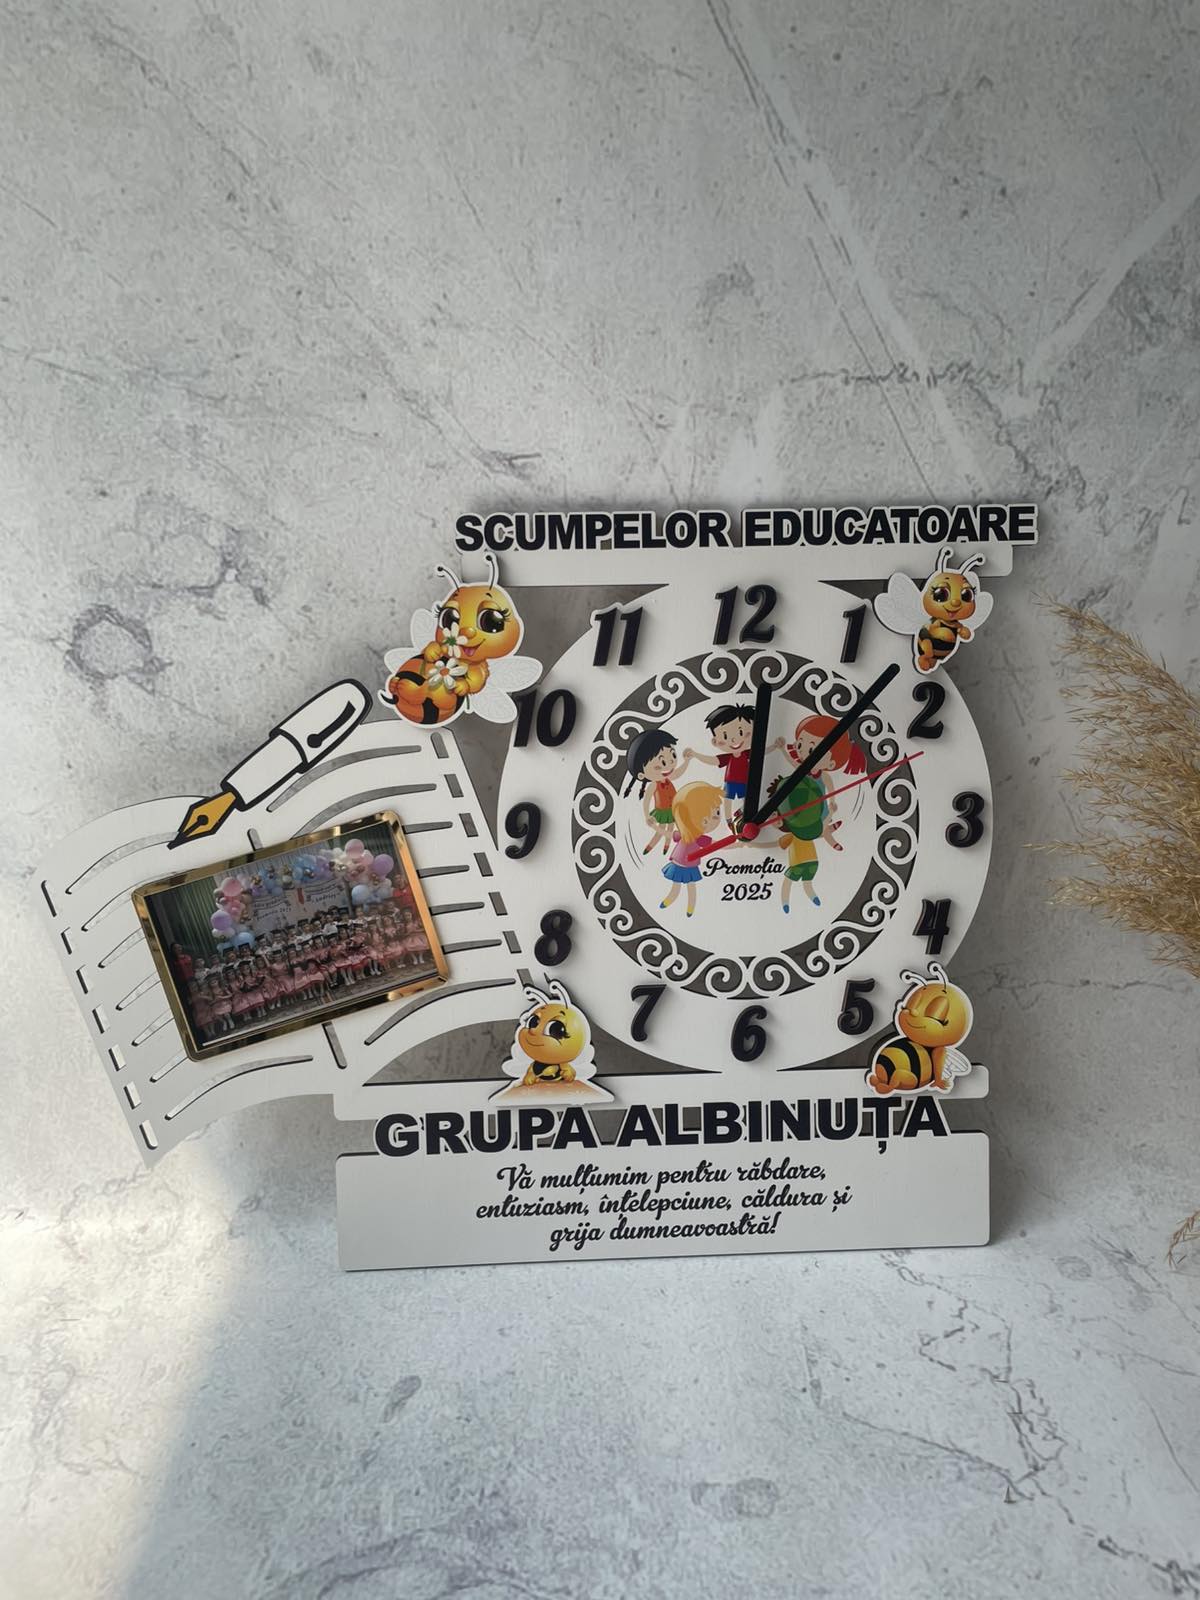 SCUMPELOR EDUCATOARE
12
11
1
10
2
9
3
8
4
7
5
6
Promoția
2025
GRUPA ALBINUȚA
Vă mulțumim pentru răbdare,
entuziasm, înțelepciune, căldura și
grija dumneavoastră!